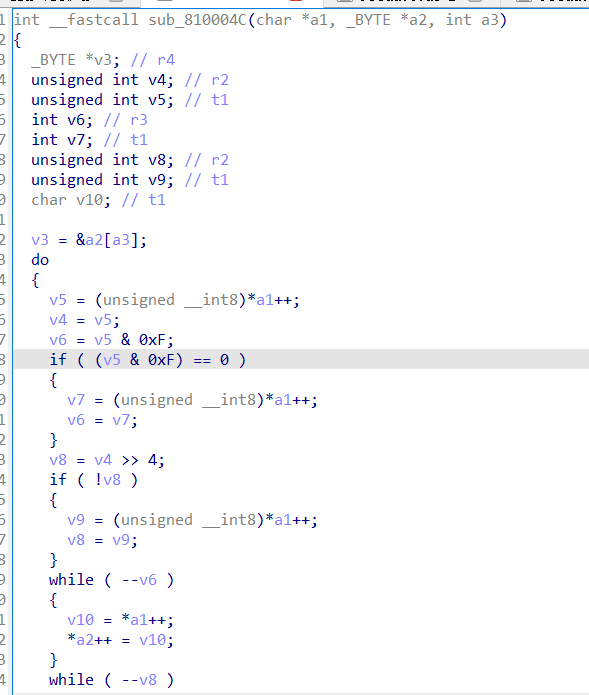 1 int __fastcall sub_810004C(char *a1, _BYTE *a2, int a3)
2 {
3 _BYTE *v3; // r4
4 unsigned int v4; // r2
5 unsigned int v5; // t1
6 int v6; // r3
7 int v7; // t1
8 unsigned int v8; // r2
9 unsigned int v9; // t1
0 char v10; // t1
1
2 v3 = &a2[a3];
3 do
4 {
5 v5 = (unsigned __int8)*a1++;
6 v4 = v5;
7 v6 = v5 & 0xF;
8 if ( (v5 & 0xF) == 0 )
9 {
0 v7 = (unsigned __int8)*a1++;
1 v6 = v7;
2 }
3 v8 = v4 >> 4;
4 if ( !v8 )
5 {
6 v9 = (unsigned __int8)*a1++;
7 v8 = v9;
8 }
9 while ( --v6 )
0 {
1 v10 = *a1++;
2 *a2++ = v10;
3 }
4 while ( --v8 )